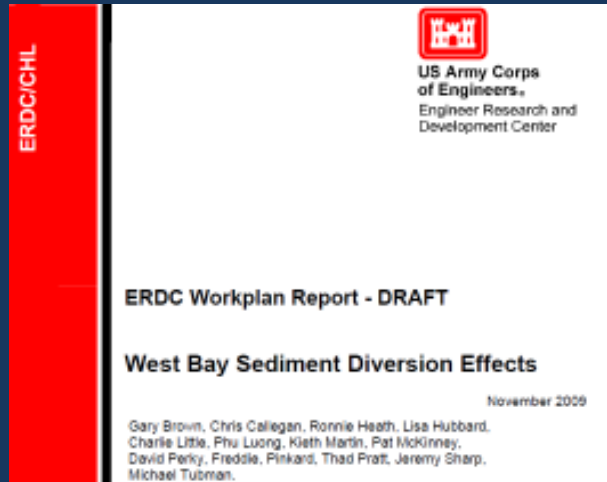 ERDC/CHL
US Army Corps
of Engineers®
Engineer Research and
Development Center
ERDC Workplan Report - DRAFT
West Bay Sediment Diversion Effects
November 2009
Gary Brown, Chris Callegan, Ronnie Heath, Lisa Hubbard,
Charlie Little, Phu Luong, Kieth Martin, Pat McKinney,
David Perky, Freddie, Pinkard, Thad Pratt, Jeremy Sharp,
Michael Tubman.